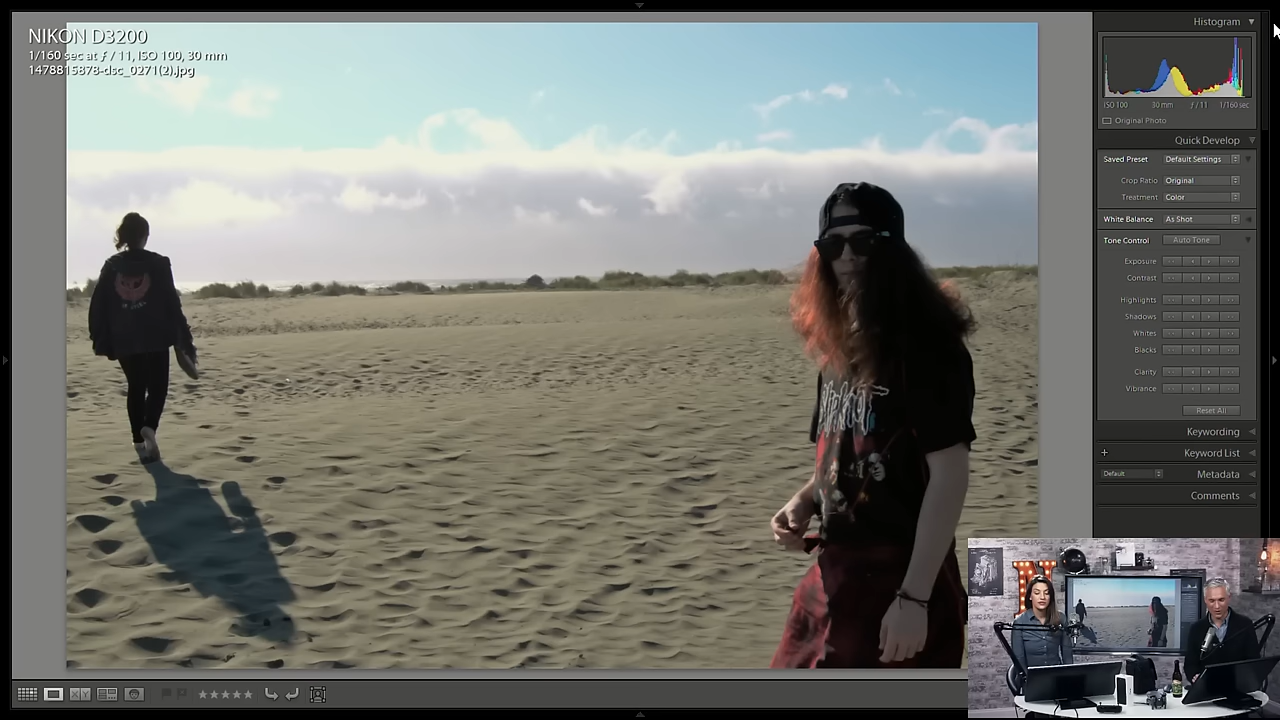 NIKON D3200
1/160 sec at ƒ / 11, ISO 100, 30 mm
1478815878-dsc_0271(2).jpg
Histogram
ISO 100 30 mm ƒ / 11 1/160 sec
Original Photo
Quick Develop
Saved Preset Default Settings
Crop Ratio Original
Treatment Color
White Balance As Shot
Tone Control Auto Tone
Exposure
Contrast
Highlights
Shadows
Whites
Blacks
Clarity
Vibrance
Reset All
Keywording
Keyword List
Default Metadata
Comments
XY